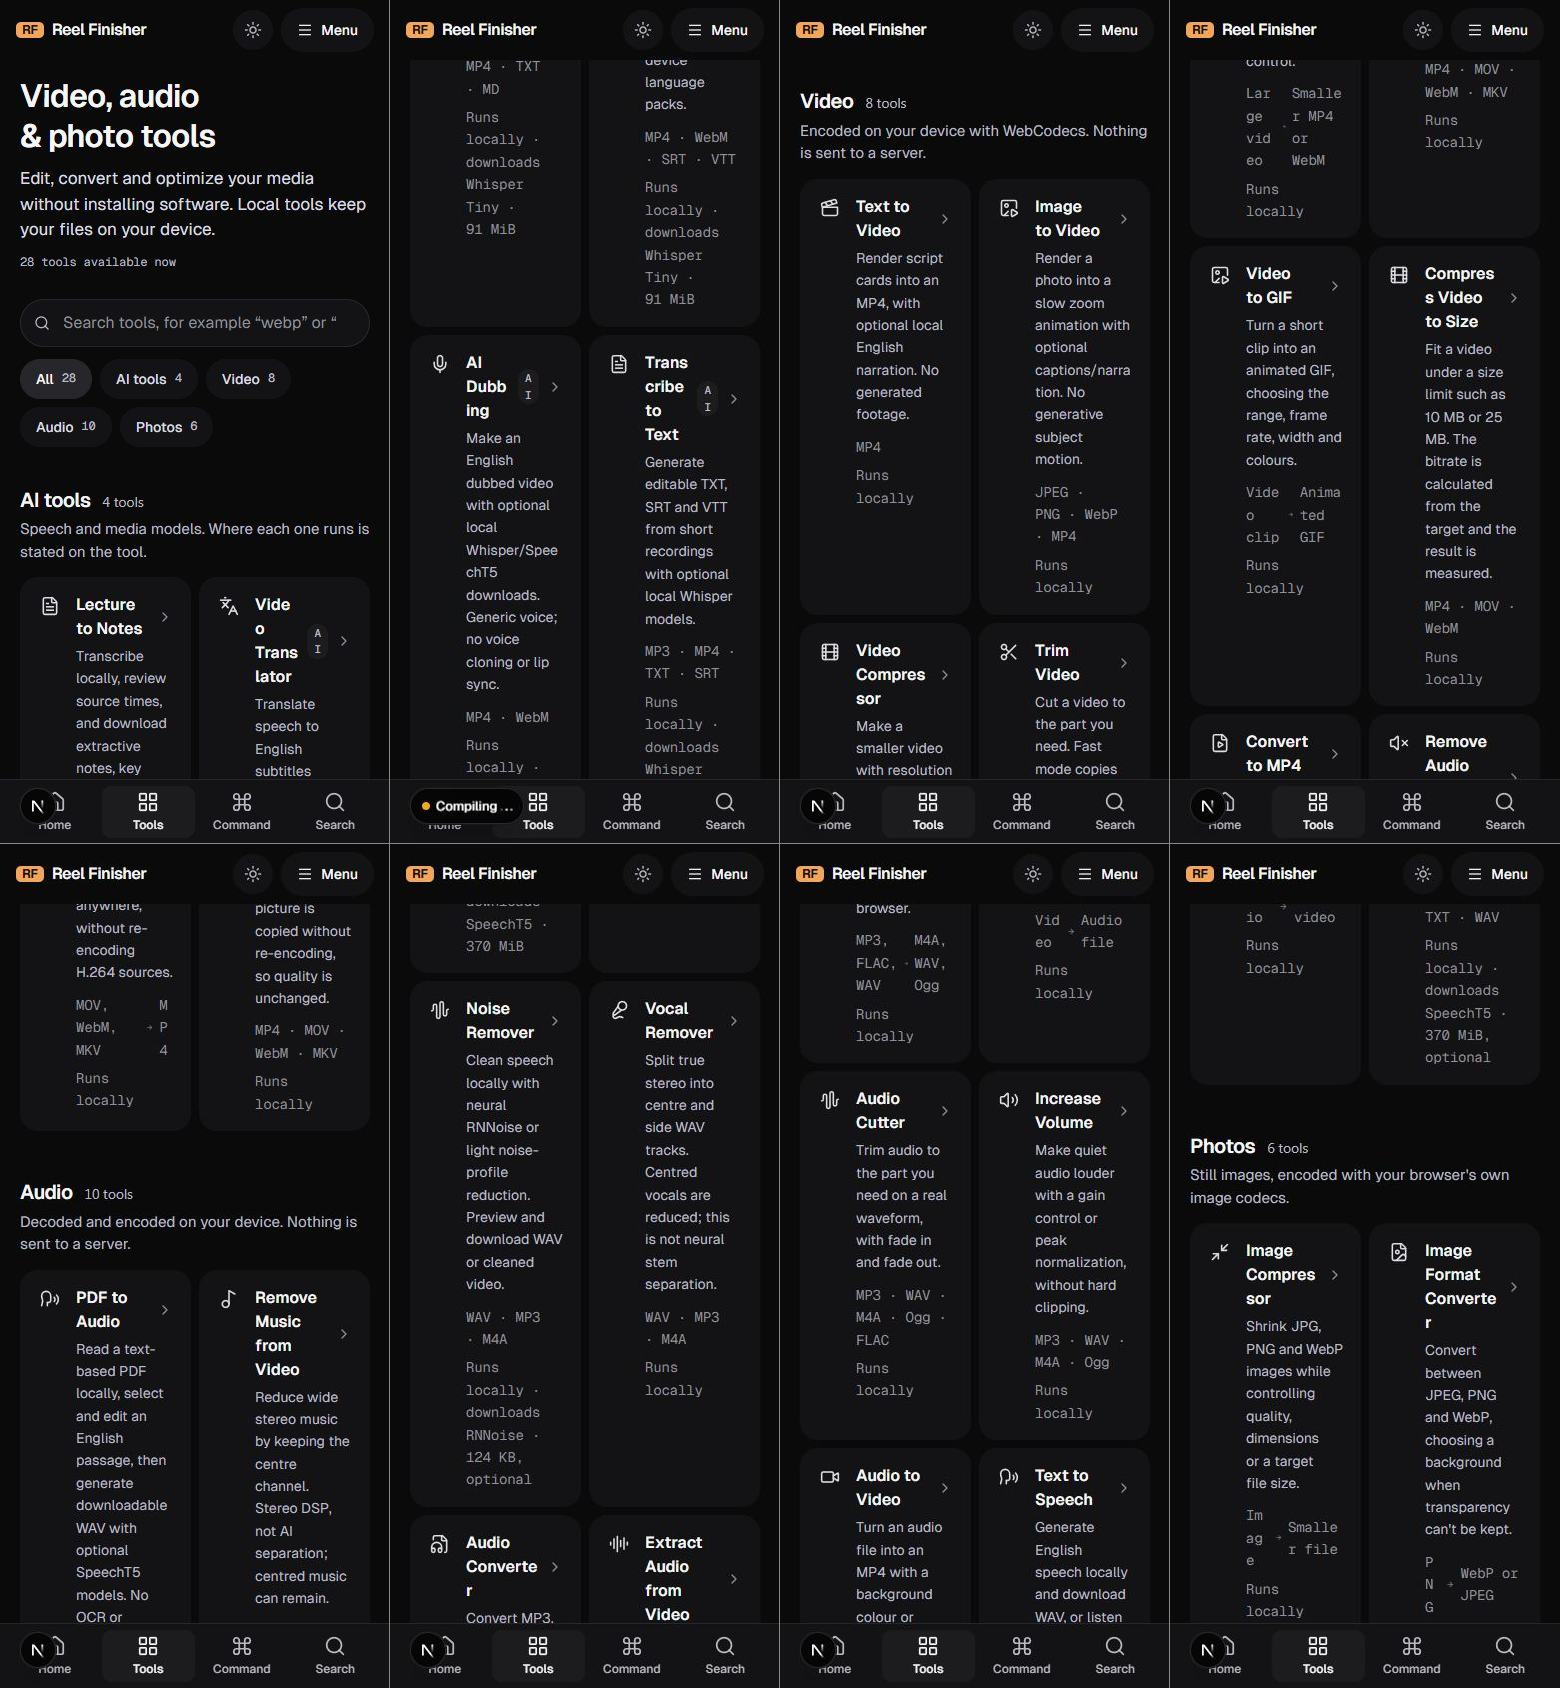 RF Reel Finisher
Menu
Video, audio
& photo tools
Edit, convert and optimize your media
without installing software. Local tools keep
your files on your device.
28 tools available now
Search tools, for example “webp” or “
All 28
AI tools 4
Video 8
Audio 10
Photos 6
AI tools 4 tools
Speech and media models. Where each one runs is
stated on the tool.
Lecture
to Notes
Transcribe
locally, review
source times,
and download
extractive
notes, key
Vide
o
Trans
lator
A
I
Translate
speech to
English
subtitles
N
Home
Tools
Command
Search
RF Reel Finisher
Menu
MP4 · TXT
· MD
Runs
locally ·
downloads
Whisper
Tiny ·
91 MiB
device
language
packs.
MP4 · WebM
· SRT · VTT
Runs
locally ·
downloads
Whisper
Tiny ·
91 MiB
AI
Dubb
ing
A
I
Make an
English
dubbed video
with optional
local
Whisper/Spee
chT5
downloads.
Generic voice;
no voice
cloning or lip
sync.
MP4 · WebM
Runs
locally ·
Trans
cribe
to
Text
A
I
Generate
editable TXT,
SRT and VTT
from short
recordings
with optional
local Whisper
models.
MP3 · MP4 ·
TXT · SRT
Runs
locally ·
downloads
Whisper
Compiling ...
Home
Tools
Command
Search
RF Reel Finisher
Menu
Video 8 tools
Encoded on your device with WebCodecs. Nothing
is sent to a server.
Text to
Video
Render script
cards into an
MP4, with
optional local
English
narration. No
generated
footage.
MP4
Runs
locally
Image
to Video
Render a
photo into a
slow zoom
animation with
optional
captions/narra
tion. No
generative
subject
motion.
JPEG ·
PNG · WebP
· MP4
Runs
locally
Video
Compres
sor
Make a
smaller video
with resolution
Trim
Video
Cut a video to
the part you
need. Fast
mode copies
N
Home
Tools
Command
Search
RF Reel Finisher
Menu
control.
Lar
ge
vid
eo
→
Smalle
r MP4
or
WebM
Runs
locally
MP4 · MOV ·
WebM · MKV
Runs
locally
Video
to GIF
Turn a short
clip into an
animated GIF,
choosing the
range, frame
rate, width and
colours.
Vide
o
clip
→
Anima
ted
GIF
Runs
locally
Compres
s Video
to Size
Fit a video
under a size
limit such as
10 MB or 25
MB. The
bitrate is
calculated
from the
target and the
result is
measured.
MP4 · MOV ·
WebM
Runs
locally
Convert
to MP4
Remove
Audio
N
Home
Tools
Command
Search
RF Reel Finisher
Menu
anywhere,
without re-
encoding
H.264 sources.
MOV,
WebM,
MKV
→
M
P
4
Runs
locally
picture is
copied without
re-encoding,
so quality is
unchanged.
MP4 · MOV ·
WebM · MKV
Runs
locally
Audio 10 tools
Decoded and encoded on your device. Nothing is
sent to a server.
PDF to
Audio
Read a text-
based PDF
locally, select
and edit an
English
passage, then
generate
downloadable
WAV with
optional
SpeechT5
models. No
OCR or
Remove
Music
from
Video
Reduce wide
stereo music
by keeping the
centre
channel.
Stereo DSP,
not AI
separation;
centred music
can remain.
N
Home
Tools
Command
Search
RF Reel Finisher
Menu
downloads
SpeechT5 ·
370 MiB
Noise
Remover
Clean speech
locally with
neural
RNNoise or
light noise-
profile
reduction.
Preview and
download WAV
or cleaned
video.
WAV · MP3
· M4A
Runs
locally ·
downloads
RNNoise ·
124 KB,
optional
Vocal
Remover
Split true
stereo into
centre and
side WAV
tracks.
Centred
vocals are
reduced; this
is not neural
stem
separation.
WAV · MP3
· M4A
Runs
locally
Audio
Converte
r
Convert MP3,
Extract
Audio
from
Video
N
Home
Tools
Command
Search
RF Reel Finisher
Menu
browser.
MP3,
FLAC,
WAV
→
M4A,
WAV,
Ogg
Runs
locally
Vid
eo
→
Audio
file
Runs
locally
Audio
Cutter
Trim audio to
the part you
need on a real
waveform,
with fade in
and fade out.
MP3 · WAV ·
M4A · Ogg ·
FLAC
Runs
locally
Increase
Volume
Make quiet
audio louder
with a gain
control or
peak
normalization,
without hard
clipping.
MP3 · WAV ·
M4A · Ogg
Runs
locally
Audio to
Video
Turn an audio
file into an
MP4 with a
background
colour or
Text to
Speech
Generate
English
speech locally
and download
WAV, or listen
N
Home
Tools
Command
Search
RF Reel Finisher
Menu
io
→
video
Runs
locally
TXT · WAV
Runs
locally ·
downloads
SpeechT5 ·
370 MiB,
optional
Photos 6 tools
Still images, encoded with your browser's own
image codecs.
Image
Compres
sor
Shrink JPG,
PNG and WebP
images while
controlling
quality,
dimensions
or a target
file size.
Im
ag
e
→
Smalle
r file
Runs
locally
Image
Format
Converte
r
Convert
between
JPEG, PNG
and WebP,
choosing a
background
when
transparency
can't be kept.
P
N
G
→
WebP or
JPEG
N
Home
Tools
Command
Search